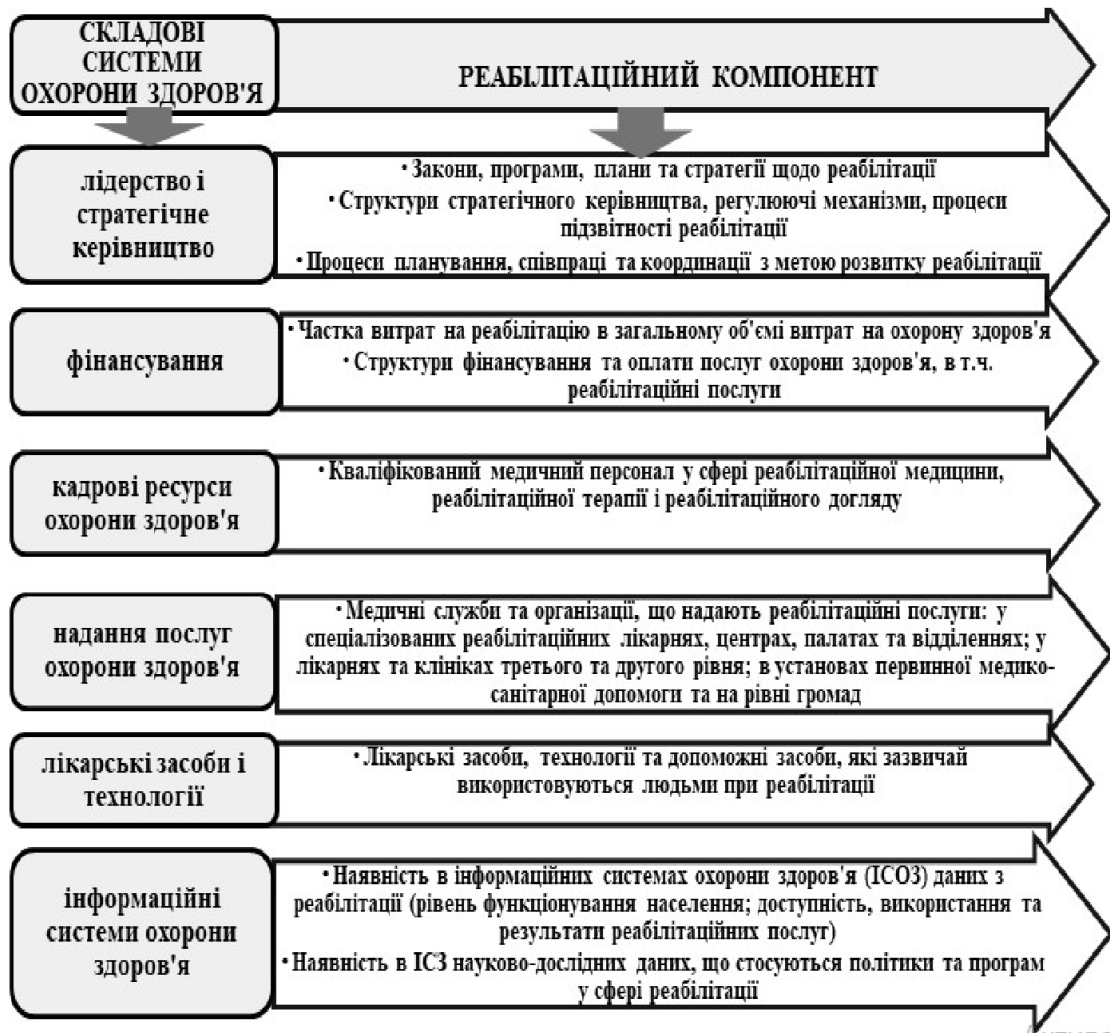 СКЛАДОВІ
СИСТЕМИ
ОХОРОНИ ЗДОРОВ'Я
РЕАБІЛІТАЦІЙНИЙ КОМПОНЕНТ
лідерство і
стратегічне
керівництво
• Закони, програми, плани та стратегії щодо реабілітації
• Структури стратегічного керівництва, регулюючі механізми, процеси
підзвітності реабілітації
• Процеси планування, співпраці та координації з метою розвитку реабілітації
фінансування
• Частка витрат на реабілітацію в загальному об'ємі витрат на охорону здоров'я
• Структури фінансування та оплати послуг охорони здоров'я, в т.ч.
реабілітаційні послуги
кадрові ресурси
охорони здоров'я
• Кваліфікований медичний персонал у сфері реабілітаційної медицини,
реабілітаційної терапії і реабілітаційного догляду
надання послуг
охорони здоров'я
• Медичні служби та організації, що надають реабілітаційні послуги: у
спеціалізованих реабілітаційних лікарнях, центрах, палатах та відділеннях; у
лікарнях та клініках третього та другого рівня; в установах первинної медико-
санітарної допомоги та на рівні громад
лікарські засоби і
технології
• Лікарські засоби, технології та допоможні засоби, які зазвичай
використовуються людьми при реабілітації
інформаційні
системи охорони
здоров'я
• Наявність в інформаційних системах охорони здоров'я (ІСОЗ) даних з
реабілітації (рівень функціонування населення; доступність, використання та
результати реабілітаційних послуг)
• Наявність в ІСЗ науково-дослідних даних, що стосуються політики та програм
у сфері реабілітації